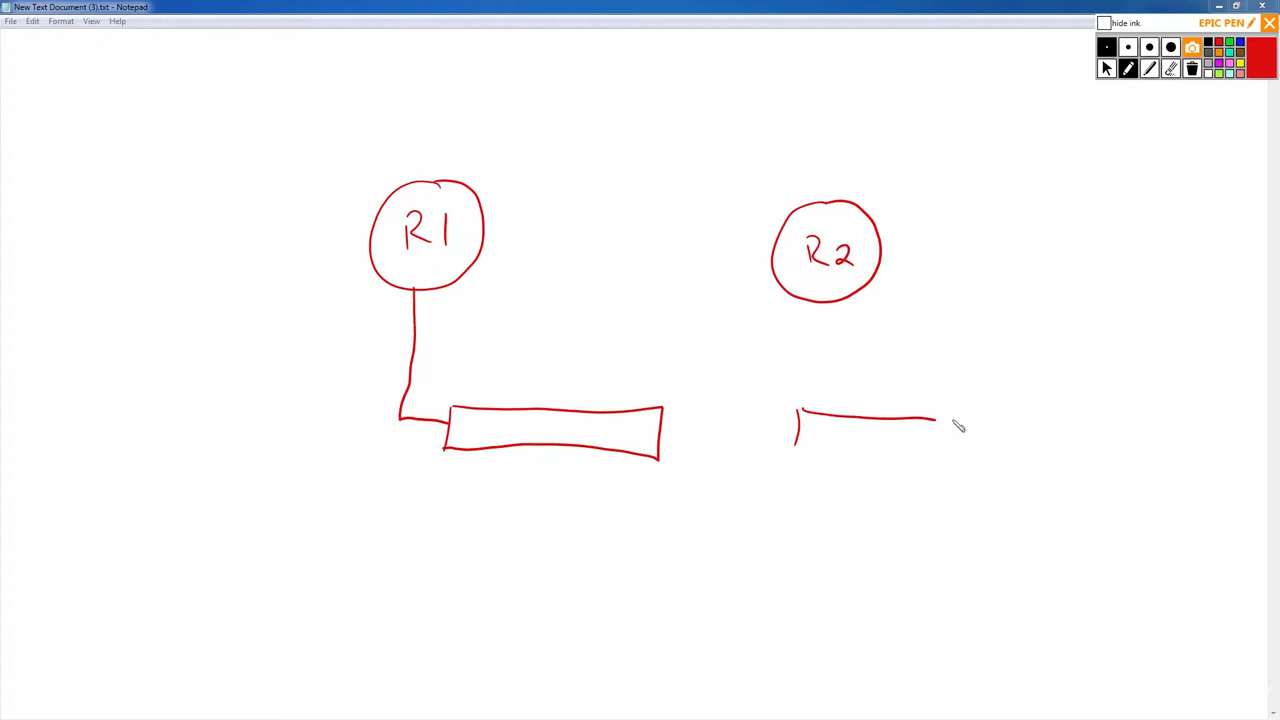 New Text Document (3).txt - Notepad
File Edit Format View Help
hide ink
EPIC PEN
R1
R2